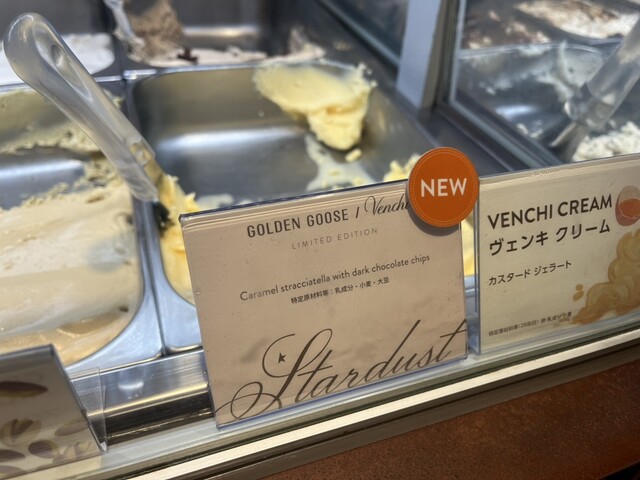 GOLDEN GOOSE / Venchi
NEW
LIMITED EDITION
Caramel stracciatella with dark chocolate chips
特定原材料等:乳成分・小麦・大豆
Stardust
VENCHI CREAM
ヴェンキ クリーム
カスタード ジェラート